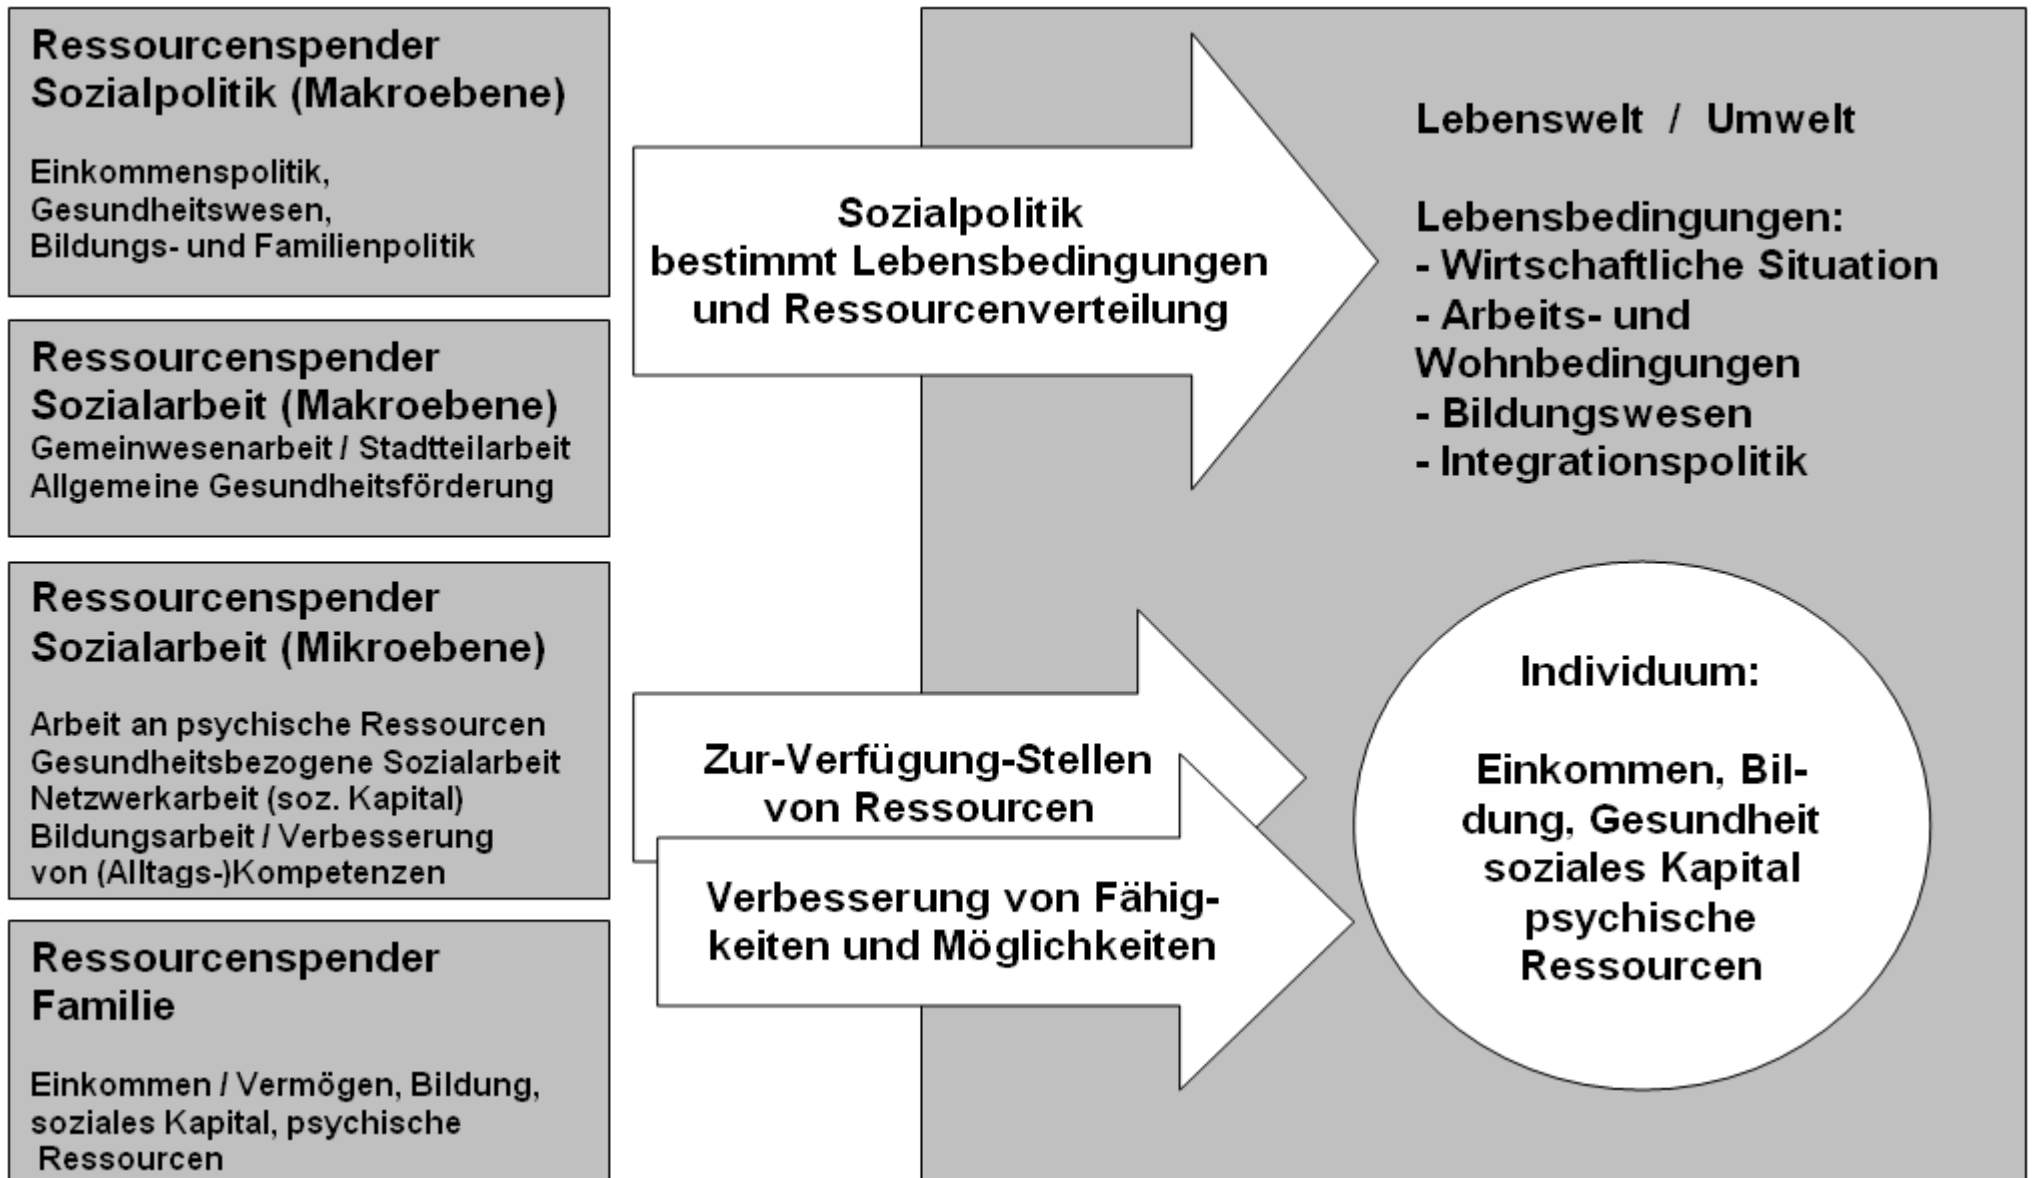 Ressourcenspender
Sozialpolitik (Makroebene)
Einkommenspolitik,
Gesundheitswesen,
Bildungs- und Familienpolitik
Ressourcenspender
Sozialarbeit (Makroebene)
Gemeinwesenarbeit / Stadtteilarbeit
Allgemeine Gesundheitsförderung
Ressourcenspender
Sozialarbeit (Mikroebene)
Arbeit an psychische Ressourcen
Gesundheitsbezogene Sozialarbeit
Netzwerkarbeit (soz. Kapital)
Bildungsarbeit / Verbesserung
von (Alltags-)Kompetenzen
Ressourcenspender
Familie
Einkommen / Vermögen, Bildung,
soziales Kapital, psychische
Ressourcen
Sozialpolitik
bestimmt Lebensbedingungen
und Ressourcenverteilung
Zur-Verfügung-Stellen
von Ressourcen
Verbesserung von Fähig-
keiten und Möglichkeiten
Lebenswelt / Umwelt
Lebensbedingungen:
- Wirtschaftliche Situation
- Arbeits- und
Wohnbedingungen
- Bildungswesen
- Integrationspolitik
Individuum:
Einkommen, Bil-
dung, Gesundheit
soziales Kapital
psychische
Ressourcen